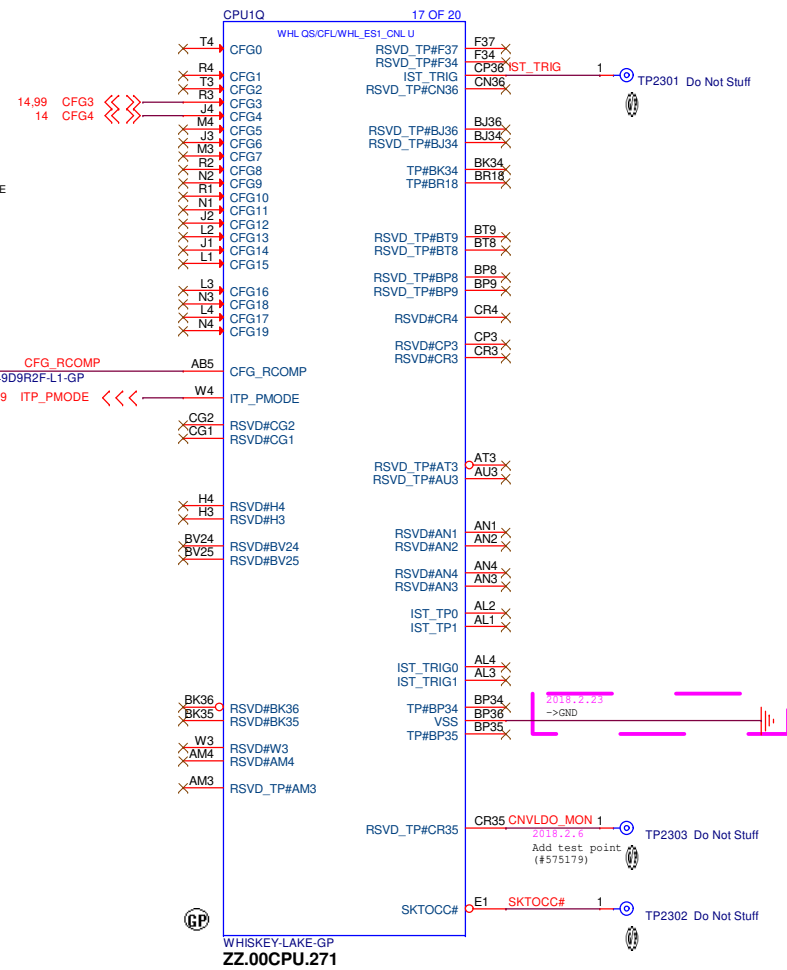 CPU1Q 17 OF 20
WHL QS/CFL/WHL_ES1_CNL U
T4 CFG0
R4 CFG1
T3 CFG2
14,99 CFG3 R3 CFG3
14 CFG4 J4 CFG4
M4 CFG5
J3 CFG6
M3 CFG7
R2 CFG8
N2 CFG9
R1 CFG10
N1 CFG11
J2 CFG12
L2 CFG13
J1 CFG14
L1 CFG15
L3 CFG16
N3 CFG18
L4 CFG17
N4 CFG19
E
CFG_RCOMP AB5 CFG_RCOMP
9D9R2F-L1-GP
9 ITP_PMODE W4 ITP_PMODE
CG2 RSVD#CG2
CG1 RSVD#CG1
H4 RSVD#H4
H3 RSVD#H3
BV24 RSVD#BV24
BV25 RSVD#BV25
BK36 RSVD#BK36
BK35 RSVD#BK35
W3 RSVD#W3
AM4 RSVD#AM4
AM3 RSVD_TP#AM3
RSVD_TP#F37 F37
RSVD_TP#F34 F34
IST_TRIG CP36 IST_TRIG 1 TP2301 Do Not Stuff
RSVD_TP#CN36 CN36
RSVD_TP#BJ36 BJ36
RSVD_TP#BJ34 BJ34
TP#BK34 BK34
TP#BR18 BR18
RSVD_TP#BT9 BT9
RSVD_TP#BT8 BT8
RSVD_TP#BP8 BP8
RSVD_TP#BP9 BP9
RSVD#CR4 CR4
RSVD#CP3 CP3
RSVD#CR3 CR3
RSVD_TP#AT3 AT3
RSVD_TP#AU3 AU3
RSVD#AN1 AN1
RSVD#AN2 AN2
RSVD#AN4 AN4
RSVD#AN3 AN3
IST_TP0 AL2
IST_TP1 AL1
IST_TRIG0 AL4
IST_TRIG1 AL3
TP#BP34 BP34
VSS BP36
TP#BP35 BP35
2018.2.23
->GND
RSVD_TP#CR35 CR35 CNVLDO_MON 1 TP2303 Do Not Stuff
2018.2.6
Add test point
(#575179)
SKTOCC# E1 SKTOCC# 1 TP2302 Do Not Stuff
GP
WHISKEY-LAKE-GP
ZZ.00CPU.271